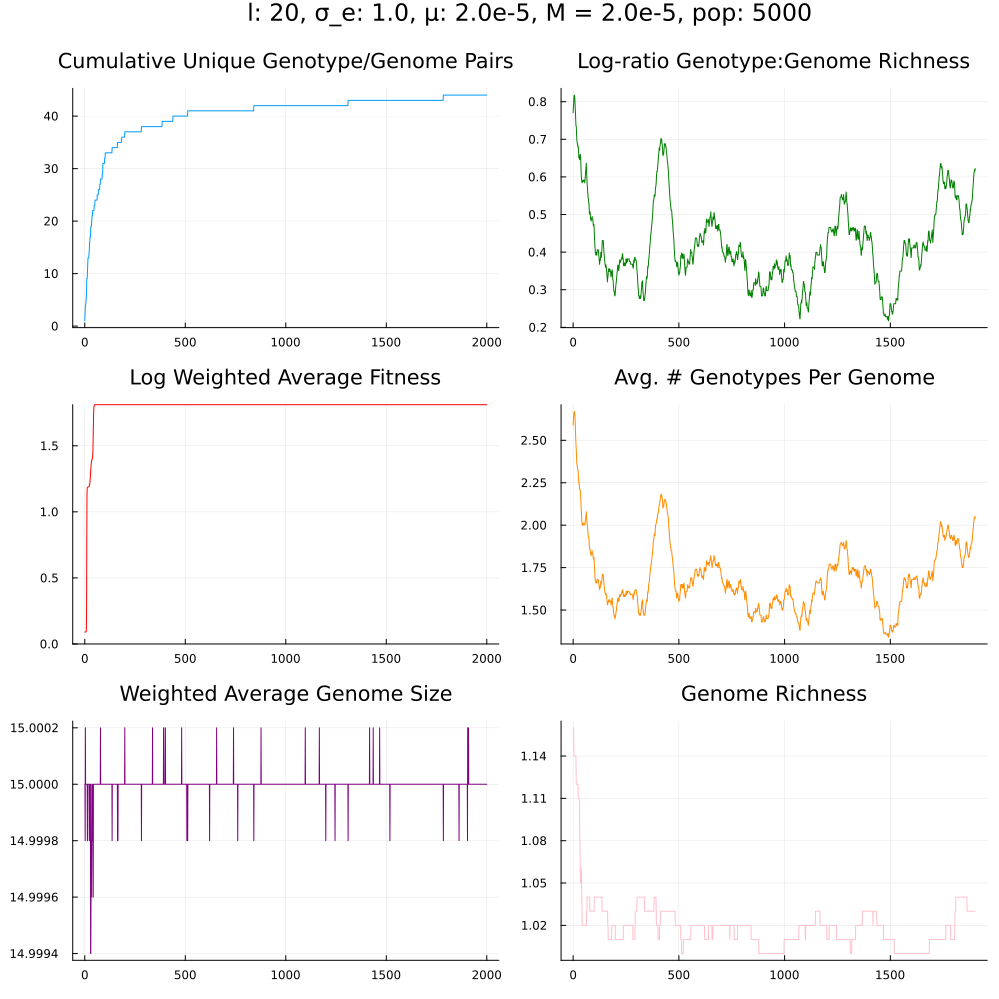 l: 20, σ_e: 1.0, μ: 2.0e-5, M = 2.0e-5, pop: 5000
Cumulative Unique Genotype/Genome Pairs
40
30
20
10
0
0 500 1000 1500 2000
Log-ratio Genotype:Genome Richness
0.8
0.7
0.6
0.5
0.4
0.3
0.2
0 500 1000 1500
Log Weighted Average Fitness
1.5
1.0
0.5
0.0
0 500 1000 1500 2000
Avg. # Genotypes Per Genome
2.50
2.25
2.00
1.75
1.50
0 500 1000 1500
Weighted Average Genome Size
15.0002
15.0000
14.9998
14.9996
14.9994
0 500 1000 1500 2000
Genome Richness
1.14
1.11
1.08
1.05
1.02
0 500 1000 1500